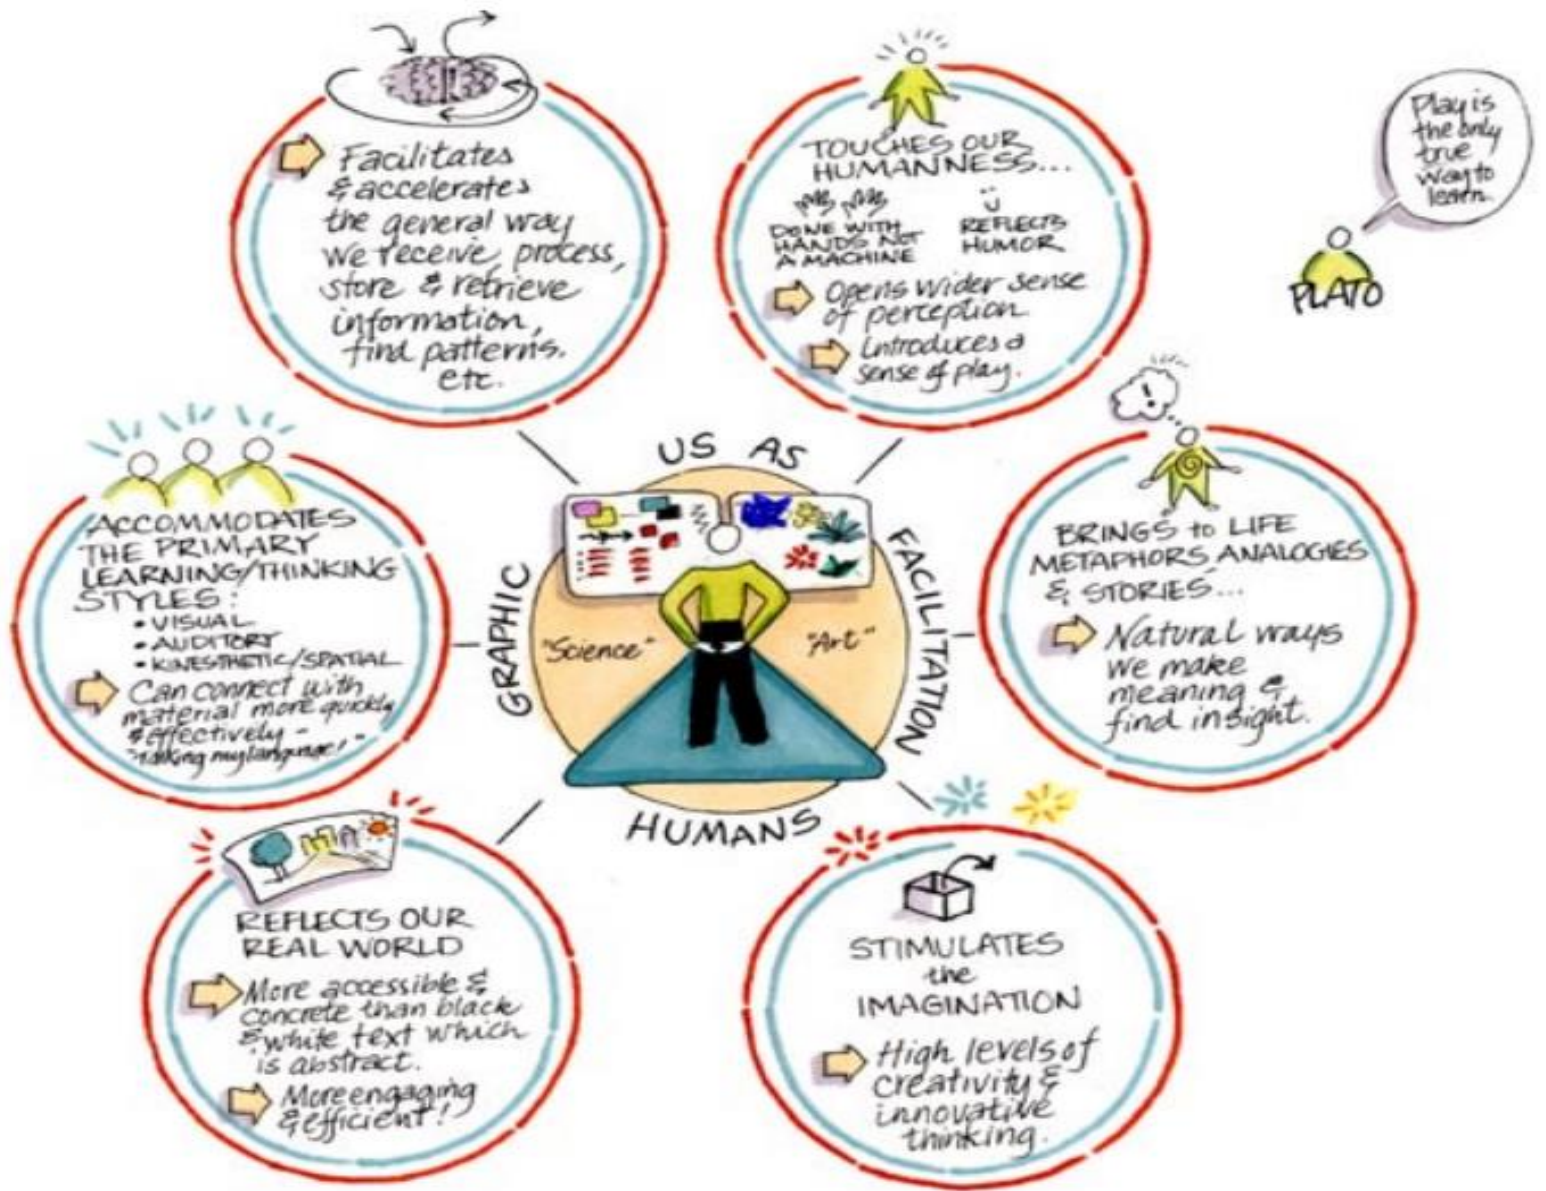 Facilitates
& accelerates
the general way
we receive, process,
store & retrieve
information,
find patterns.
etc.
TOUCHES OUR
HUMANNESS...
DONE WITH
HANDS NOT
A MACHINE
REFLECTS
HUMOR
Opens wider sense
of perception.
Introduces a
sense of play.
Play is
the only
true
way to
learn.
PLATO
ACCOMMODATES
THE PRIMARY
LEARNING/THINKING
STYLES:
• VISUAL
• AUDITORY
• KINESTHETIC/SPATIAL
Can connect with
material more quickly
& effectively -
"talking my language!"
US AS
GRAPHIC
FACILITATION
HUMANS
"Science"
"Art"
!
BRINGS to LIFE
METAPHORS, ANALOGIES
& STORIES...
Natural ways
we make
meaning &
find insight.
REFLECTS OUR
REAL WORLD
More accessible &
concrete than black
& white text which
is abstract.
More engaging
& efficient!
STIMULATES
the
IMAGINATION
High levels of
creativity &
innovative
thinking.